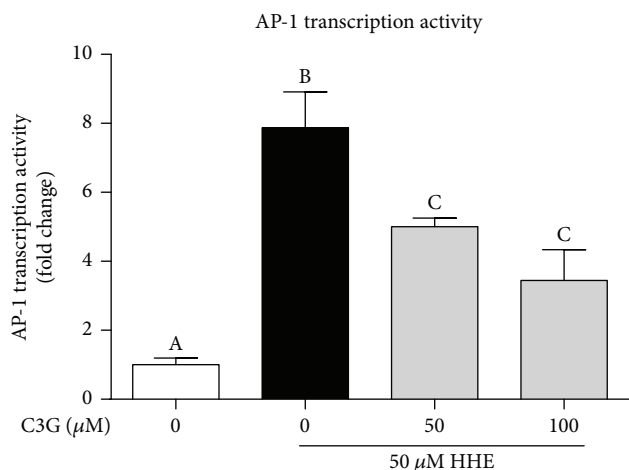 AP-1 transcription activity
AP-1 transcription activity
(fold change)
10
8
6
4
2
0
A
B
C
C
C3G (μM)  0  0  50  100
50 μM HHE